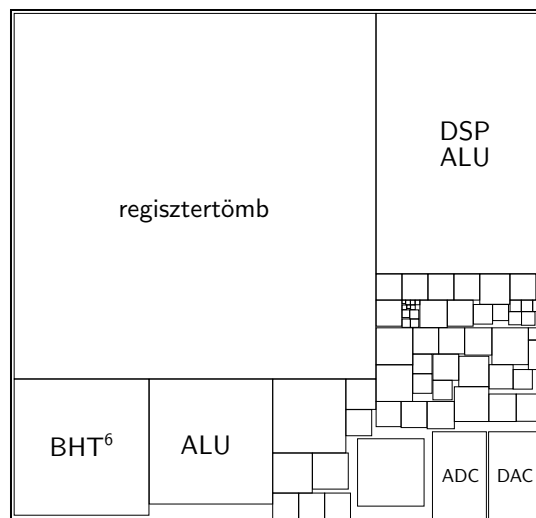 DSP
ALU
regisztertömb
BHT⁶
ALU
ADC
DAC